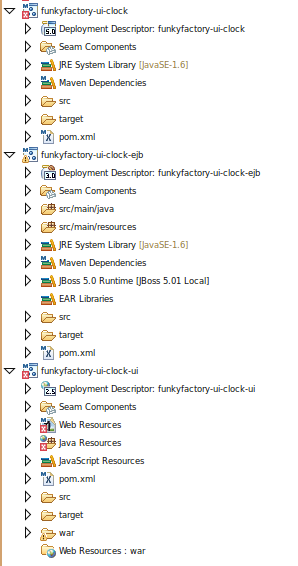 funkyfactory-ui-clock
Deployment Descriptor: funkyfactory-ui-clock
Seam Components
JRE System Library [JavaSE-1.6]
Maven Dependencies
src
target
pom.xml
funkyfactory-ui-clock-ejb
Deployment Descriptor: funkyfactory-ui-clock-ejb
Seam Components
src/main/java
src/main/resources
JRE System Library [JavaSE-1.6]
Maven Dependencies
JBoss 5.0 Runtime [JBoss 5.01 Local]
EAR Libraries
src
target
pom.xml
funkyfactory-ui-clock-ui
Deployment Descriptor: funkyfactory-ui-clock-ui
Seam Components
Web Resources
Java Resources
JavaScript Resources
pom.xml
src
target
war
Web Resources : war